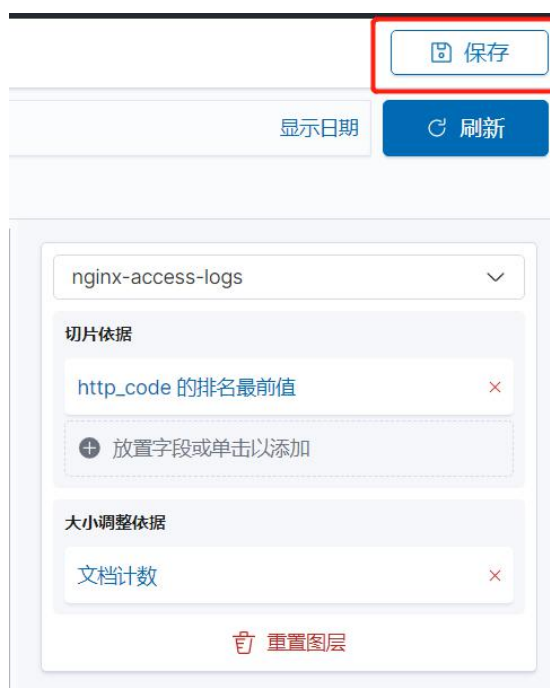 保存
显示日期
刷新
nginx-access-logs
切片依据
http_code 的排名最前值
放置字段或单击以添加
大小调整依据
文档计数
重置图层